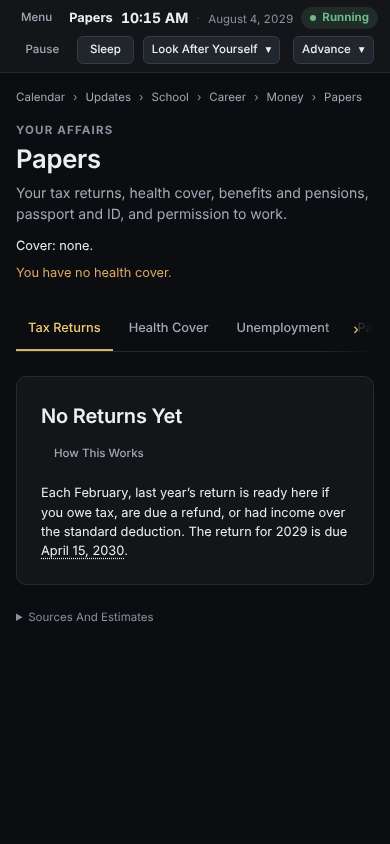 Menu Papers 10:15 AM · August 4, 2029 Running
Pause Sleep Look After Yourself ▾ Advance ▾
Calendar › Updates › School › Career › Money › Papers
YOUR AFFAIRS
Papers
Your tax returns, health cover, benefits and pensions,
passport and ID, and permission to work.
Cover: none.
You have no health cover.
Tax Returns Health Cover Unemployment ›
No Returns Yet
How This Works
Each February, last year’s return is ready here if
you owe tax, are due a refund, or had income over
the standard deduction. The return for 2029 is due
April 15, 2030.
▶ Sources And Estimates